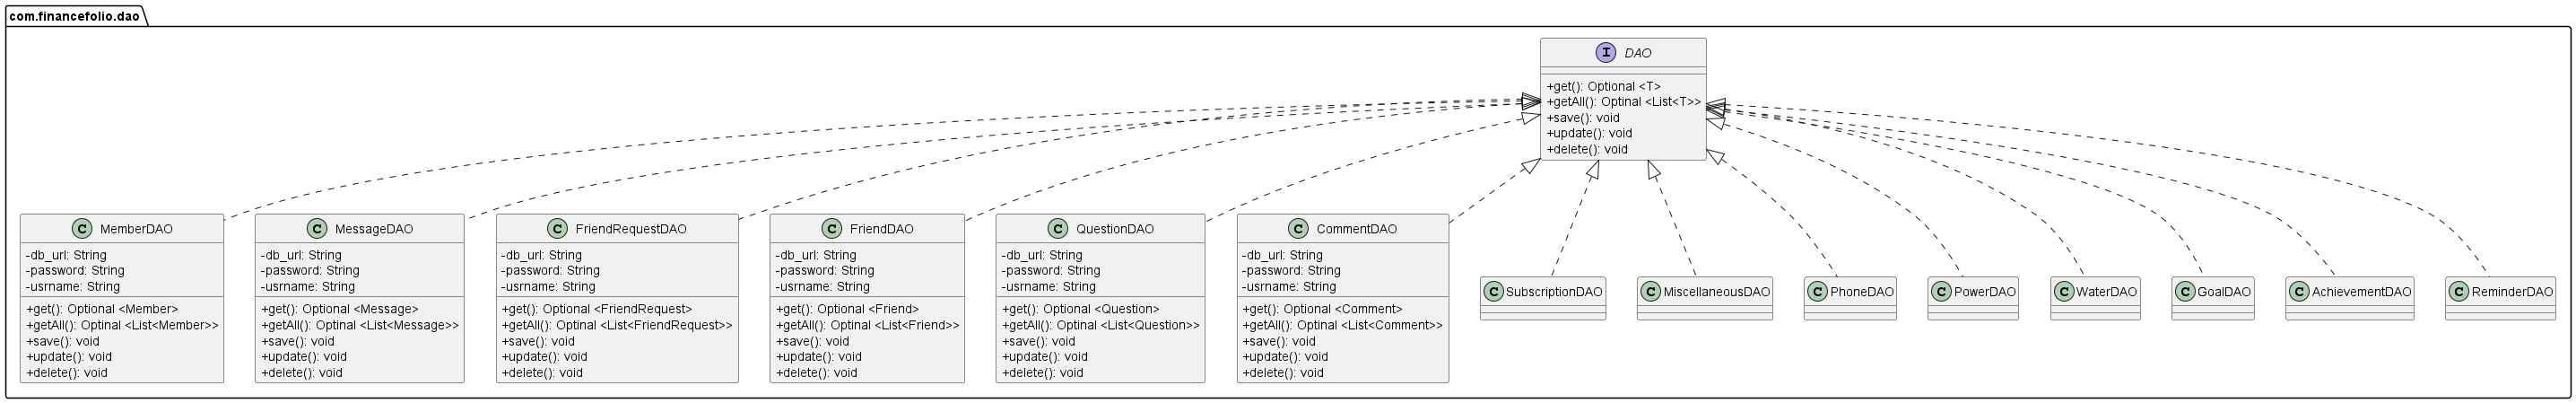 com.financefolio.dao
I DAO
+get(): Optional <T>
+getAll(): Optinal <List<T>>
+save(): void
+update(): void
+delete(): void
C MemberDAO
-db_url: String
-password: String
-usrname: String
+get(): Optional <Member>
+getAll(): Optinal <List<Member>>
+save(): void
+update(): void
+delete(): void
C MessageDAO
-db_url: String
-password: String
-usrname: String
+get(): Optional <Message>
+getAll(): Optinal <List<Message>>
+save(): void
+update(): void
+delete(): void
C FriendRequestDAO
-db_url: String
-password: String
-usrname: String
+get(): Optional <FriendRequest>
+getAll(): Optinal <List<FriendRequest>>
+save(): void
+update(): void
+delete(): void
C FriendDAO
-db_url: String
-password: String
-usrname: String
+get(): Optional <Friend>
+getAll(): Optinal <List<Friend>>
+save(): void
+update(): void
+delete(): void
C QuestionDAO
-db_url: String
-password: String
-usrname: String
+get(): Optional <Question>
+getAll(): Optinal <List<Question>>
+save(): void
+update(): void
+delete(): void
C CommentDAO
-db_url: String
-password: String
-usrname: String
+get(): Optional <Comment>
+getAll(): Optinal <List<Comment>>
+save(): void
+update(): void
+delete(): void
C SubscriptionDAO
C MiscellaneousDAO
C PhoneDAO
C PowerDAO
C WaterDAO
C GoalDAO
C AchievementDAO
C ReminderDAO